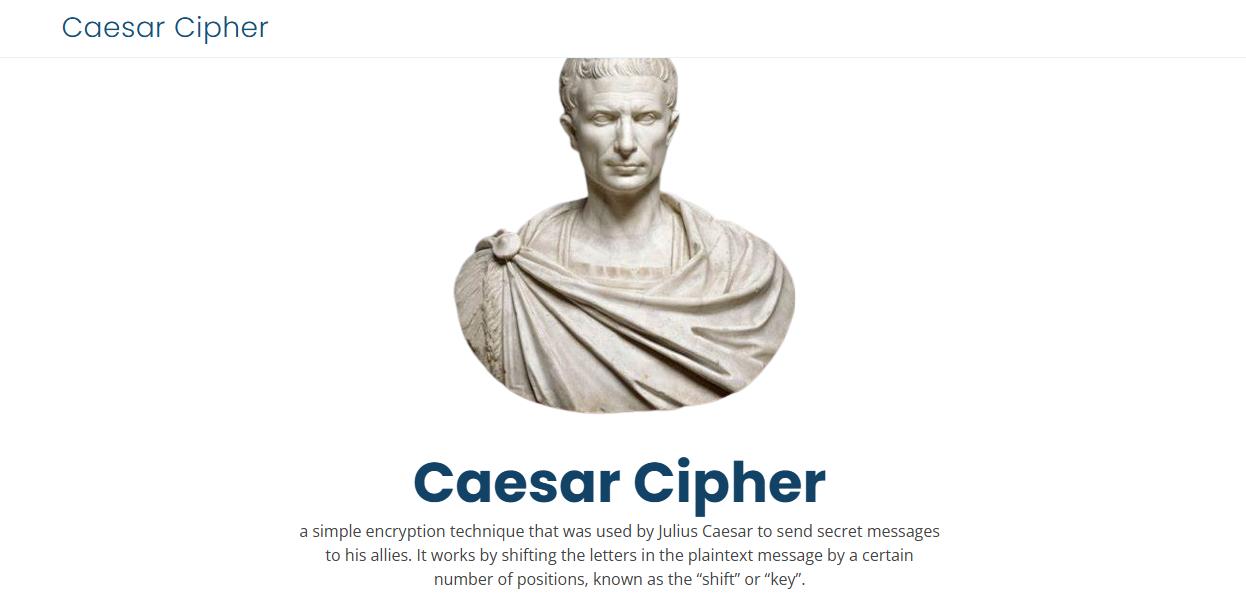 Caesar Cipher
Caesar Cipher
a simple encryption technique that was used by Julius Caesar to send secret messages
to his allies. It works by shifting the letters in the plaintext message by a certain
number of positions, known as the “shift” or “key”.